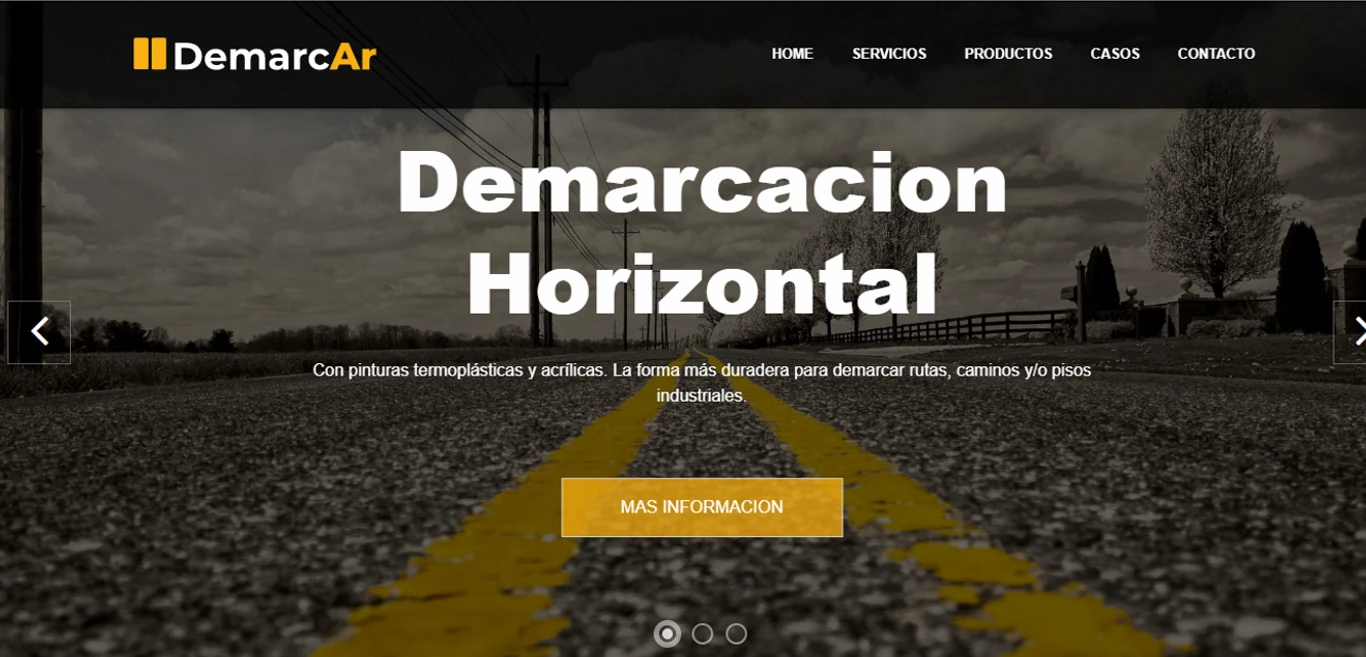 DemarcAr
HOME SERVICIOS PRODUCTOS CASOS CONTACTO
Demarcacion
Horizontal
Con pinturas termoplásticas y acrílicas. La forma más duradera para demarcar rutas, caminos y/o pisos
industriales.
MAS INFORMACION